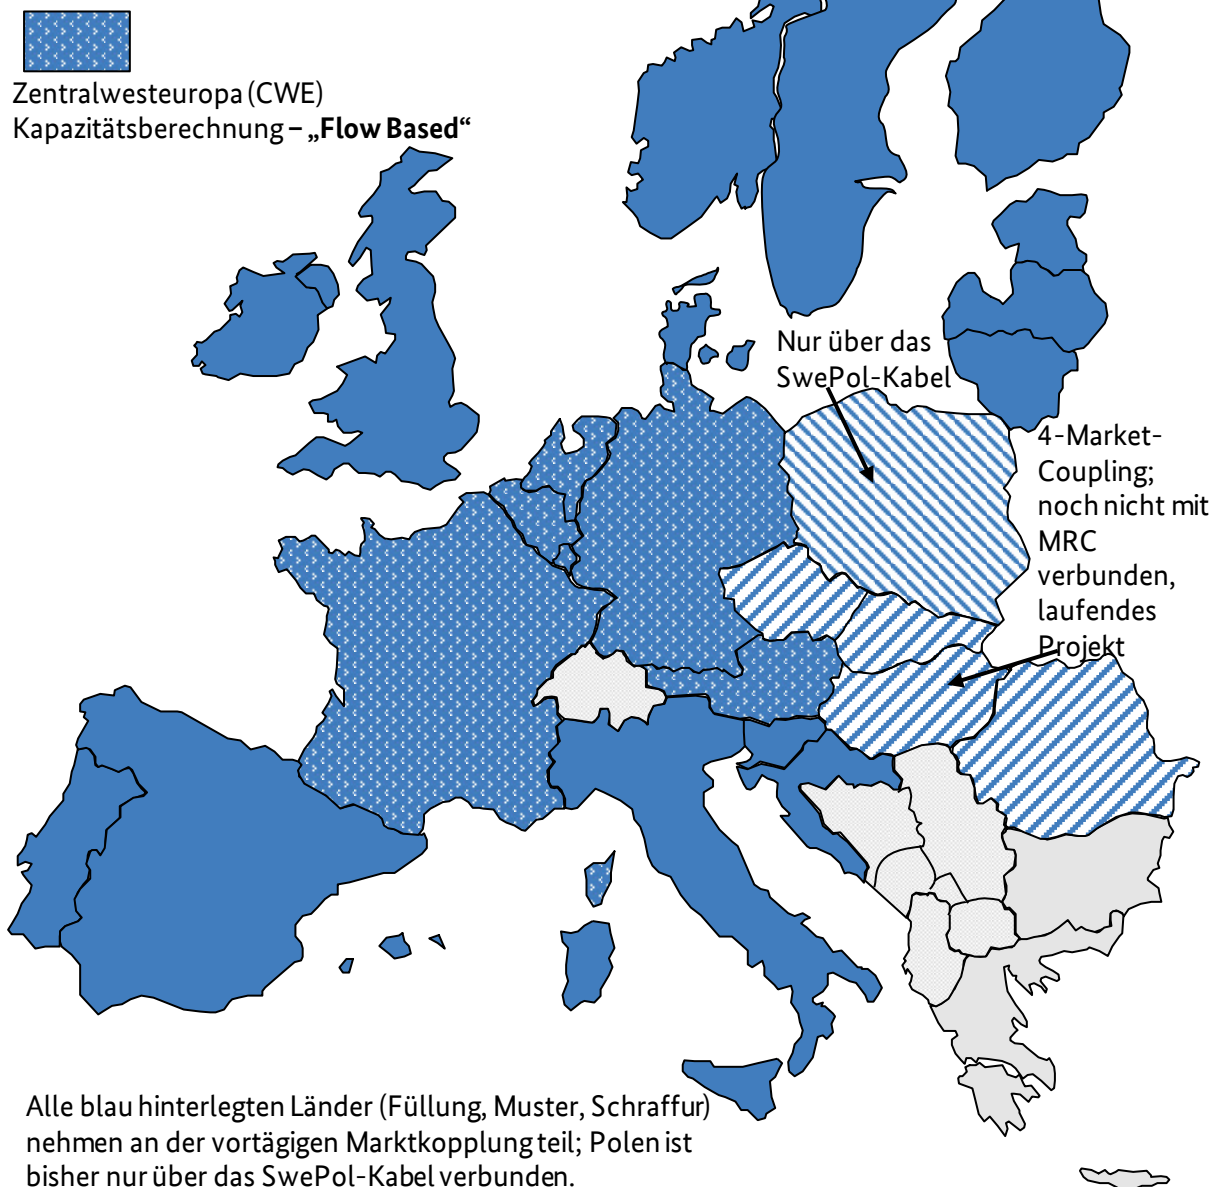 Zentralwesteuropa (CWE)
Kapazitätsberechnung – „Flow Based“
Nur über das
SwePol-Kabel
4-Market-
Coupling;
noch nicht mit
MRC
verbunden,
laufendes
Projekt
Alle blau hinterlegten Länder (Füllung, Muster, Schraffur)
nehmen an der vortägigen Marktkopplung teil; Polen ist
bisher nur über das SwePol-Kabel verbunden.